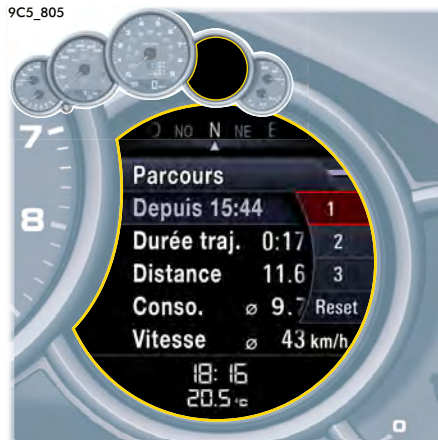 9C5_805
NO N NE E
7
8
Parcours
Depuis 15:44 1
Durée traj. 0:17 2
Distance 11.6 3
Conso. ø 9.7 Reset
Vitesse ø 43 km/h
18:16
20.5 °C
0